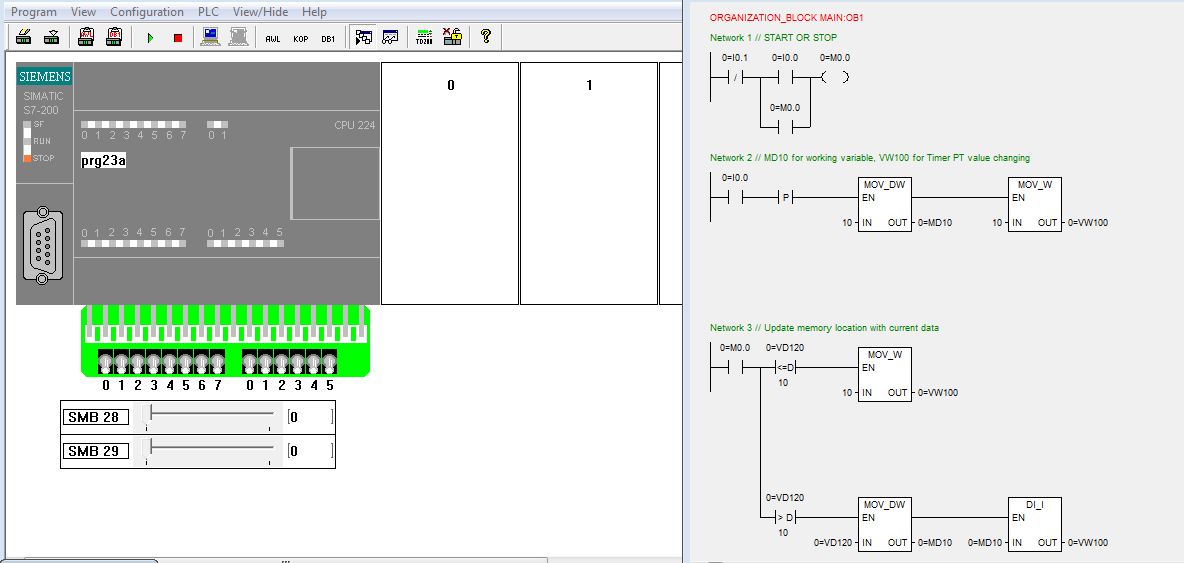 Program View Configuration PLC View/Hide Help
AWL KOP DB1 TD200 ?
SIEMENS
SIMATIC
S7-200
SF
RUN
STOP
0 1 2 3 4 5 6 7 0 1
CPU 224
prg23a
0 1 2 3 4 5 6 7 0 1 2 3 4 5
0 1
0 1 2 3 4 5 6 7 0 1 2 3 4 5
SMB 28 [0 ]
SMB 29 [0 ]
ORGANIZATION_BLOCK MAIN:OB1
Network 1 // START OR STOP
0=I0.1 0=I0.0 0=M0.0
/ ( )
0=M0.0
Network 2 // MD10 for working variable, VW100 for Timer PT value changing
0=I0.0 MOV_DW MOV_W
P EN EN
10 IN OUT 0=MD10 10 IN OUT 0=VW100
Network 3 // Update memory location with current data
0=M0.0 0=VD120 MOV_W
<=D EN
10
10 IN OUT 0=VW100
0=VD120 MOV_DW DI_I
> D EN EN
10
0=VD120 IN OUT 0=MD10 0=MD10 IN OUT 0=VW100